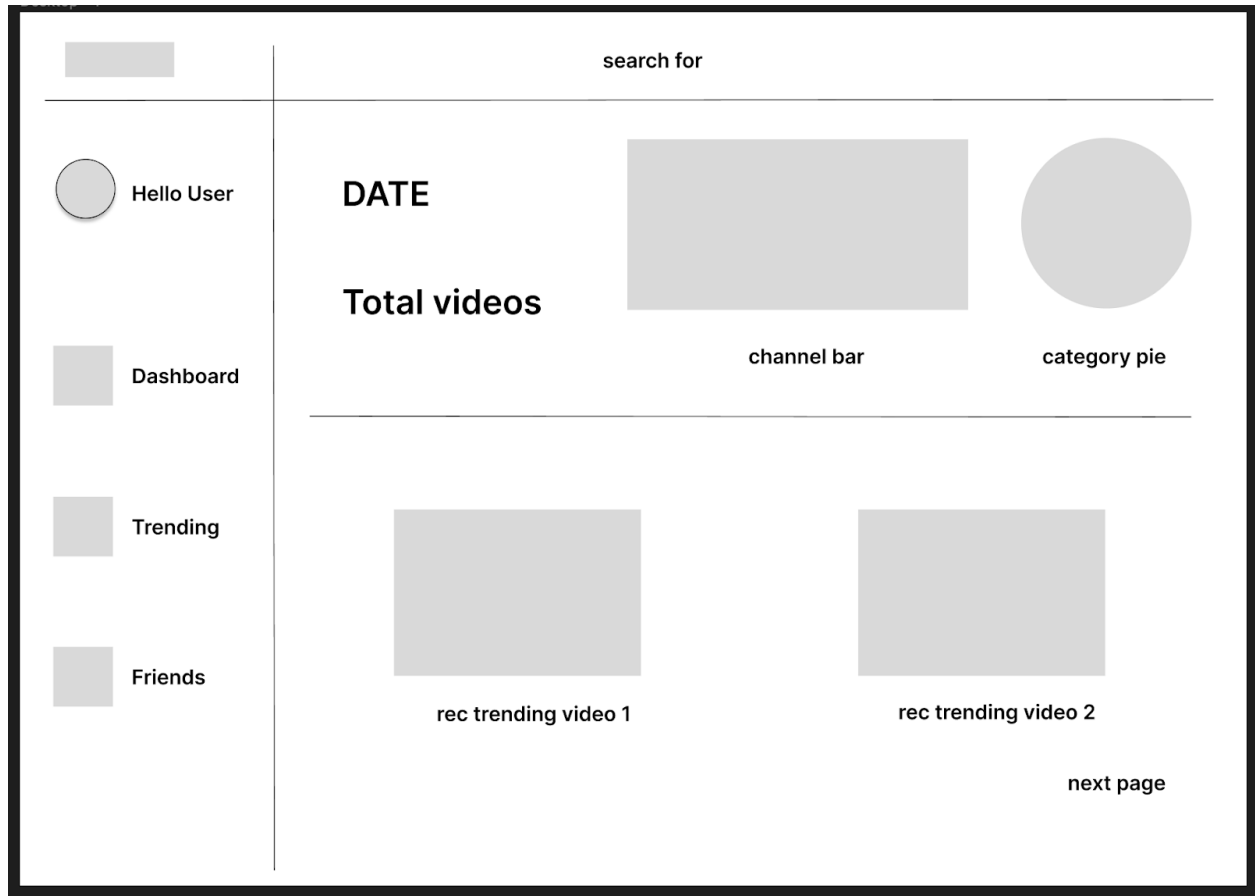 search for
Hello User
DATE
Total videos
channel bar
category pie
Dashboard
Trending
Friends
rec trending video 1
rec trending video 2
next page